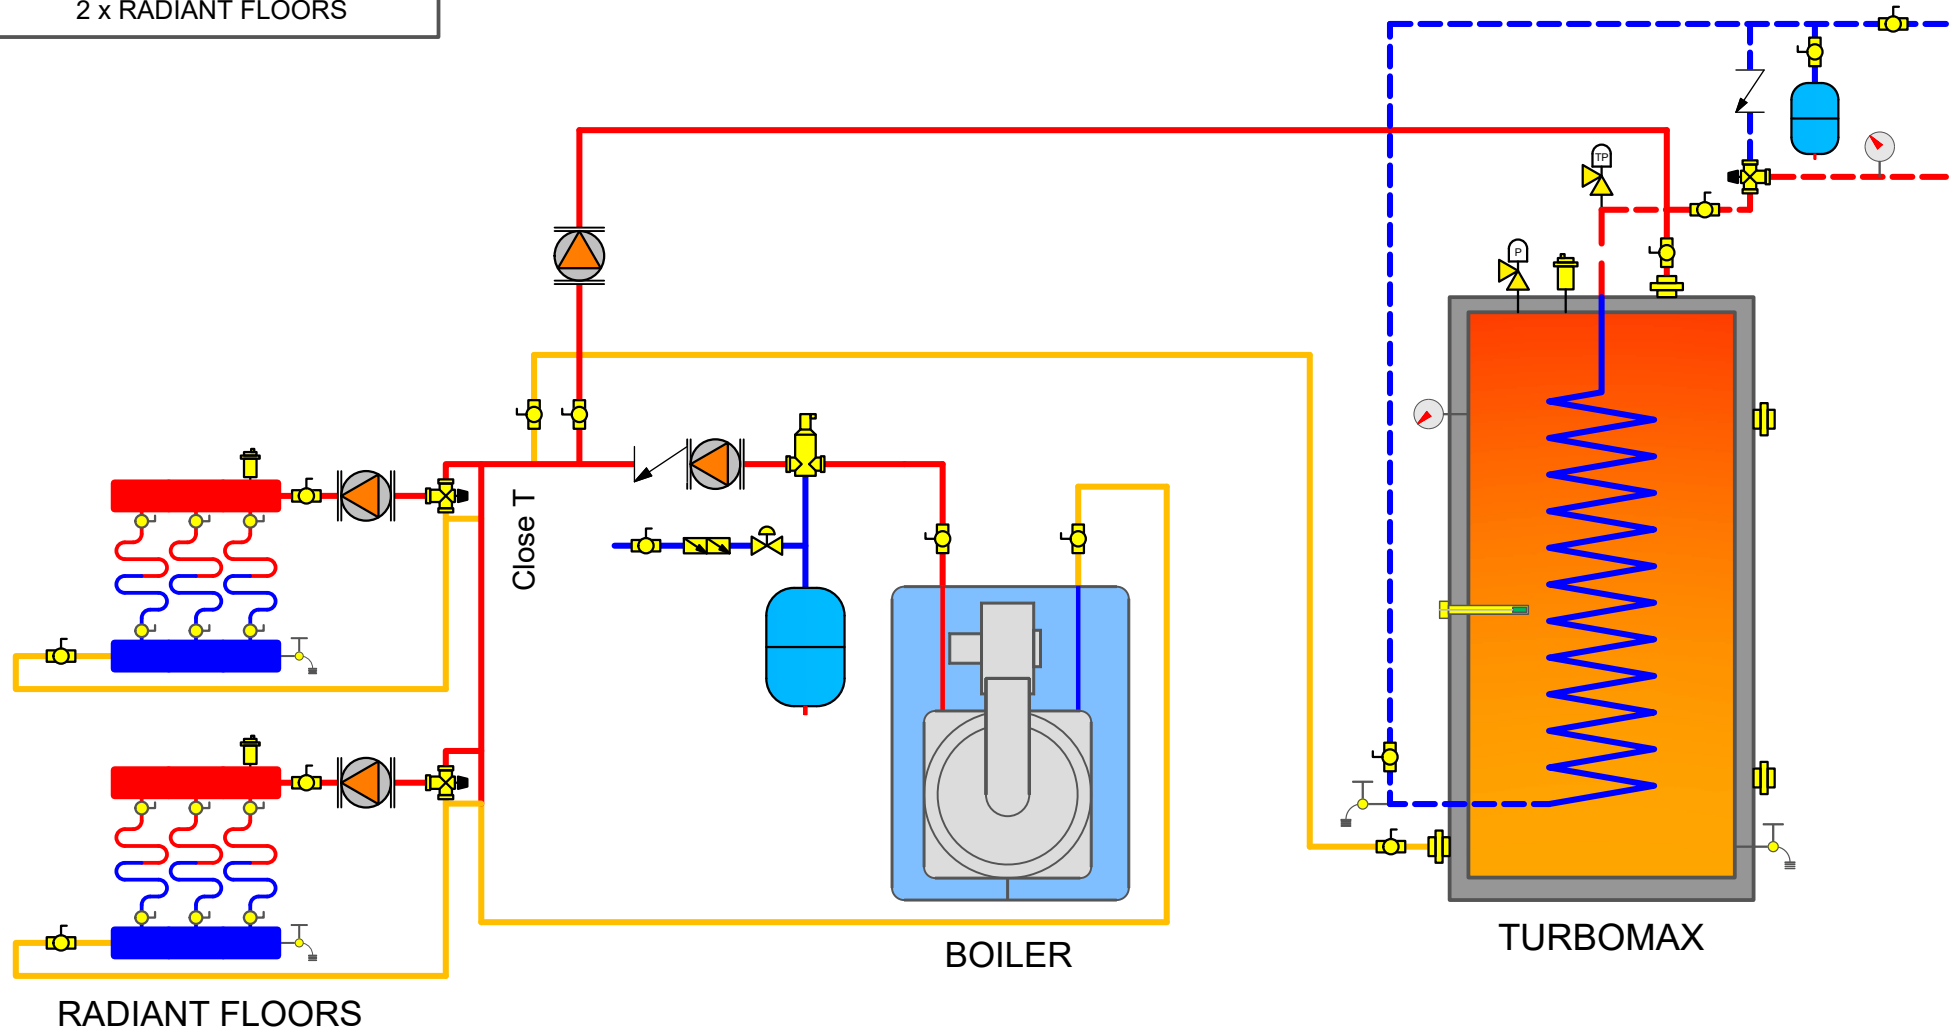 2 x RADIANT FLOORS
TP
P
Close T
TURBOMAX
BOILER
RADIANT FLOORS